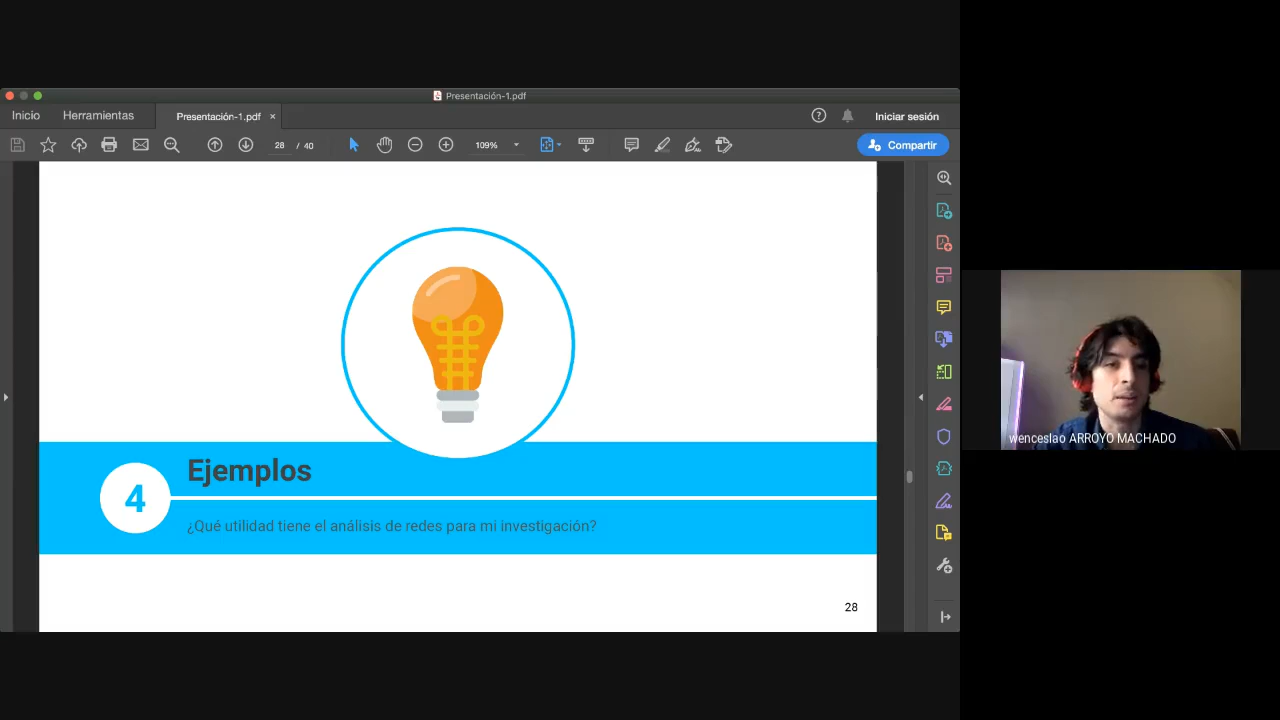 Presentación-1.pdf
Inicio
Herramientas
Presentación-1.pdf ×
Iniciar sesión
28 / 40
109%
Compartir
4
Ejemplos
¿Qué utilidad tiene el análisis de redes para mi investigación?
28
wenceslao ARROYO MACHADO